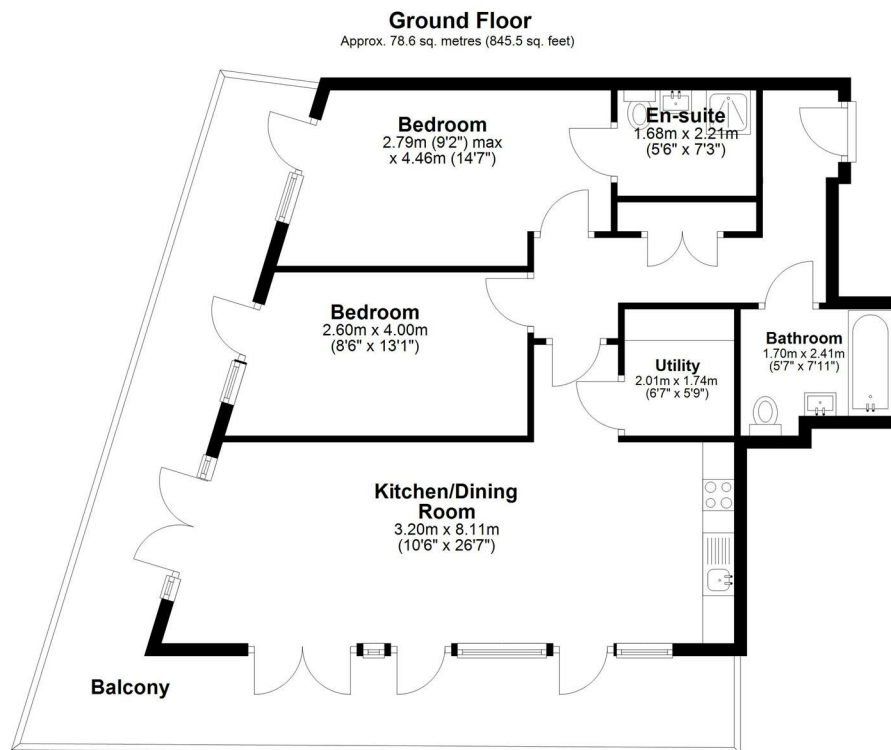 Ground Floor
Approx. 78.6 sq. metres (845.5 sq. feet)
Bedroom
2.79m (9'2") max
x 4.46m (14'7")
En-suite
1.68m x 2.21m
(5'6" x 7'3")
Bedroom
2.60m x 4.00m
(8'6" x 13'1")
Utility
2.01m x 1.74m
(6'7" x 5'9")
Bathroom
1.70m x 2.41m
(5'7" x 7'11")
Kitchen/Dining
Room
3.20m x 8.11m
(10'6" x 26'7")
Balcony